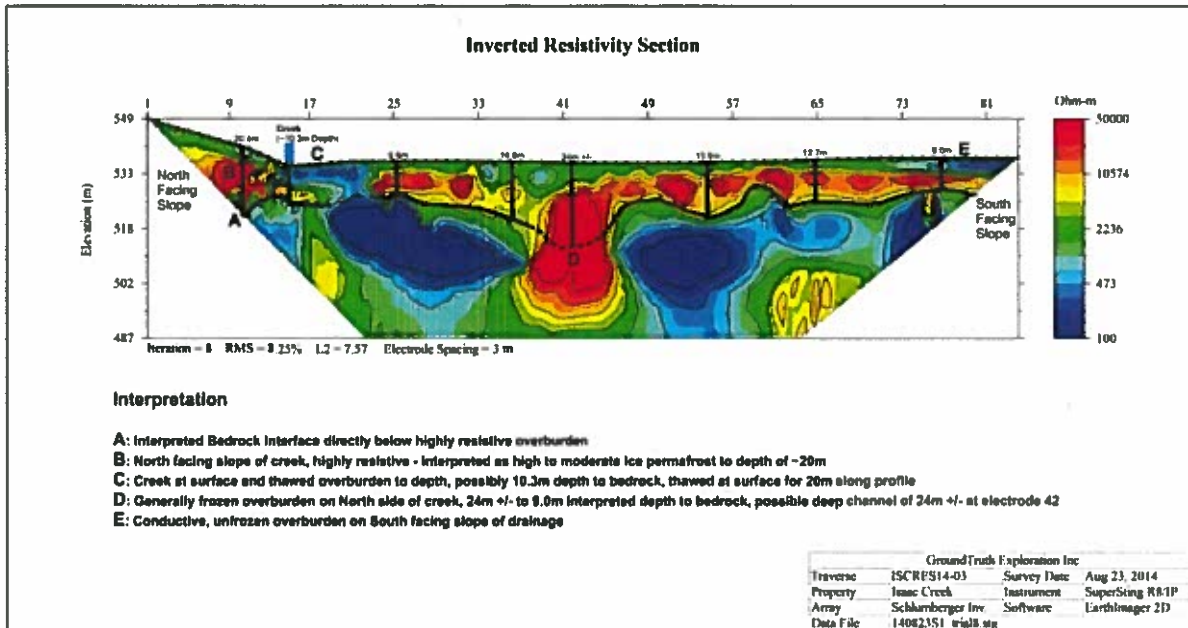 Inverted Resistivity Section
1 9 17 25 33 41 49 57 65 73 81
Ohm-m
Elevation (m)
549
533
518
502
487
50000
10574
2236
473
100
Creek
C
E
B
North
Facing
Slope
A
D
South
Facing
Slope
12.7m
Iteration = 8 RMS = 8.25% L2 = 7.57 Electrode Spacing = 3 m
Interpretation
A: Interpreted Bedrock Interface directly below highly resistive overburden
B: North facing slope of creek, highly resistive - interpreted as high to moderate ice permafrost to depth of ~20m
C: Creek at surface and thawed overburden to depth, possibly 10.3m depth to bedrock, thawed at surface for 20m along profile
D: Generally frozen overburden on North side of creek, 24m +/- to 9.0m interpreted depth to bedrock, possible deep channel of 24m +/- at electrode 42
E: Conductive, unfrozen overburden on South facing slope of drainage
GroundTruth Exploration Inc
Traverse ISCRES14-03 Survey Date Aug 23, 2014
Property Isaac Creek Instrument SuperSting R8/IP
Array Schlumberger Inv. Software EarthImager 2D
Data File